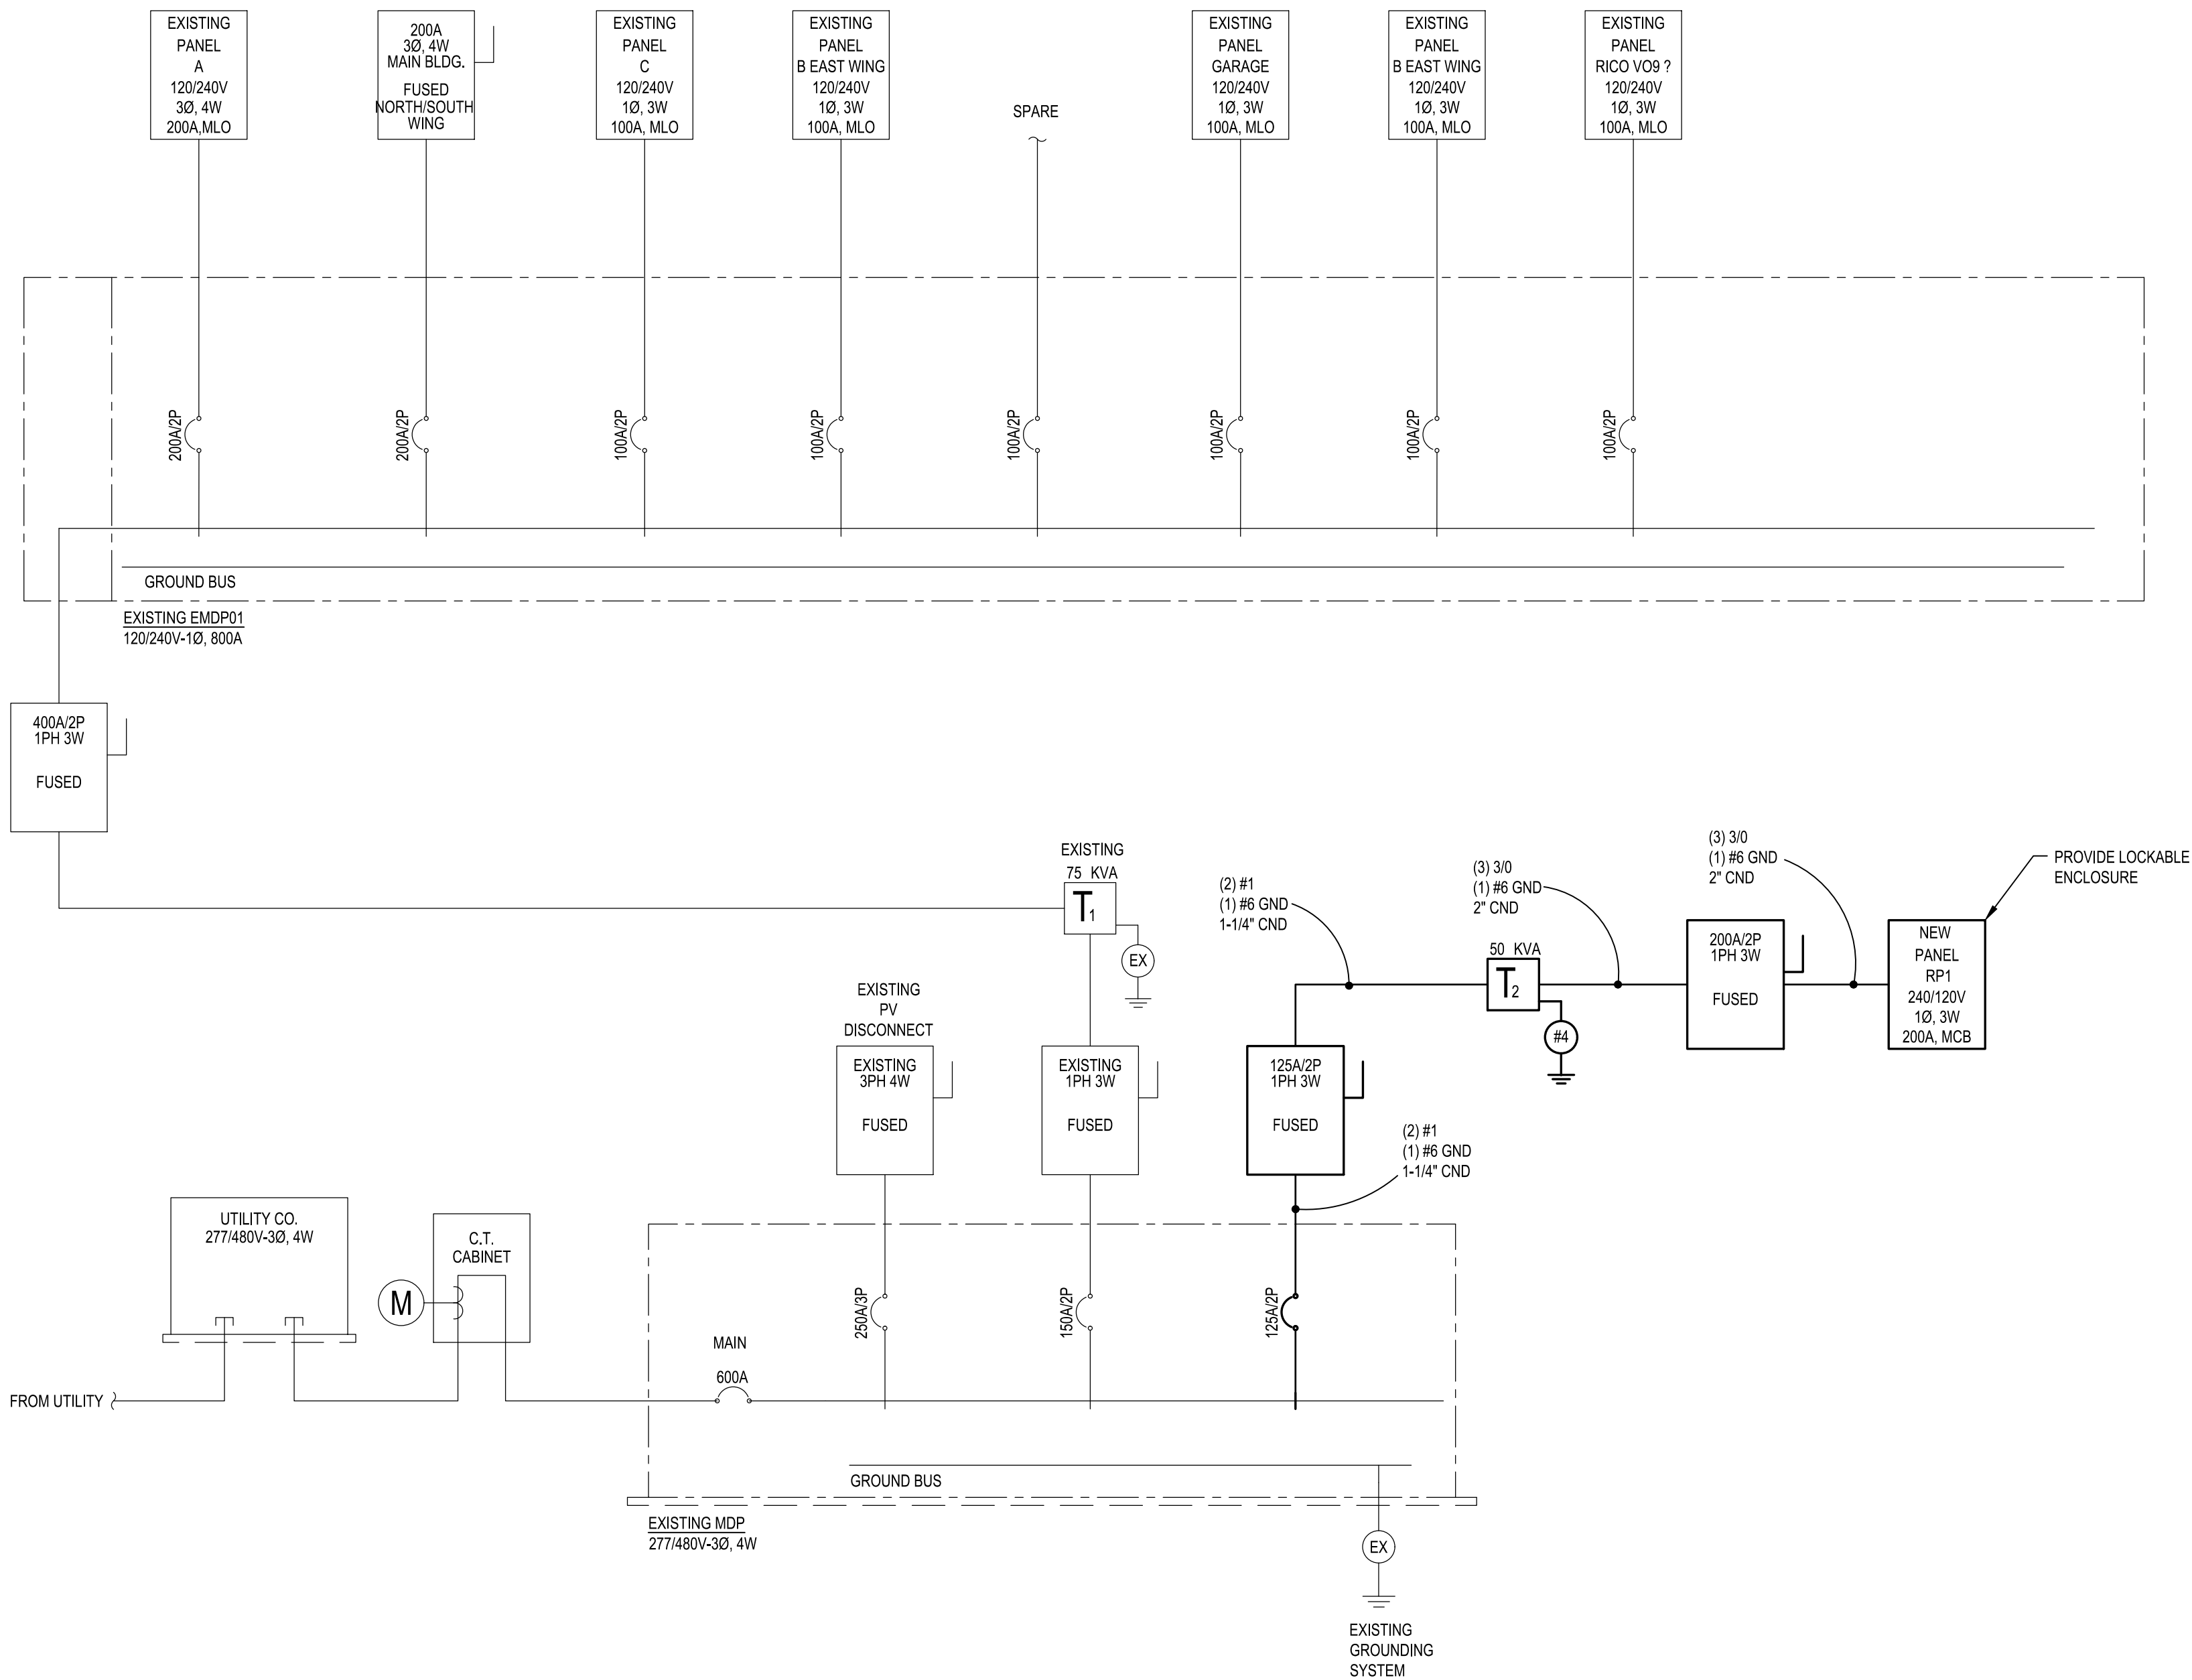 EXISTING
PANEL
A
120/240V
3Ø, 4W
200A,MLO
200A
3Ø, 4W
MAIN BLDG.
FUSED
NORTH/SOUTH
WING
EXISTING
PANEL
C
120/240V
1Ø, 3W
100A, MLO
EXISTING
PANEL
B EAST WING
120/240V
1Ø, 3W
100A, MLO
SPARE
EXISTING
PANEL
GARAGE
120/240V
1Ø, 3W
100A, MLO
EXISTING
PANEL
B EAST WING
120/240V
1Ø, 3W
100A, MLO
EXISTING
PANEL
RICO VO9 ?
120/240V
1Ø, 3W
100A, MLO
200A/2P
200A/2P
100A/2P
100A/2P
100A/2P
100A/2P
100A/2P
100A/2P
GROUND BUS
EXISTING EMDP01
120/240V-1Ø, 800A
400A/2P
1PH 3W
FUSED
EXISTING
75 KVA
T1
EX
(2) #1
(1) #6 GND
1-1/4" CND
(3) 3/0
(1) #6 GND
2" CND
(3) 3/0
(1) #6 GND
2" CND
PROVIDE LOCKABLE
ENCLOSURE
50 KVA
T2
#4
200A/2P
1PH 3W
FUSED
NEW
PANEL
RP1
240/120V
1Ø, 3W
200A, MCB
EXISTING
PV
DISCONNECT
EXISTING
3PH 4W
FUSED
EXISTING
1PH 3W
FUSED
125A/2P
1PH 3W
FUSED
(2) #1
(1) #6 GND
1-1/4" CND
UTILITY CO.
277/480V-3Ø, 4W
C.T.
CABINET
M
FROM UTILITY
MAIN
600A
250A/3P
150A/2P
125A/2P
GROUND BUS
EXISTING MDP
277/480V-3Ø, 4W
EX
EXISTING
GROUNDING
SYSTEM